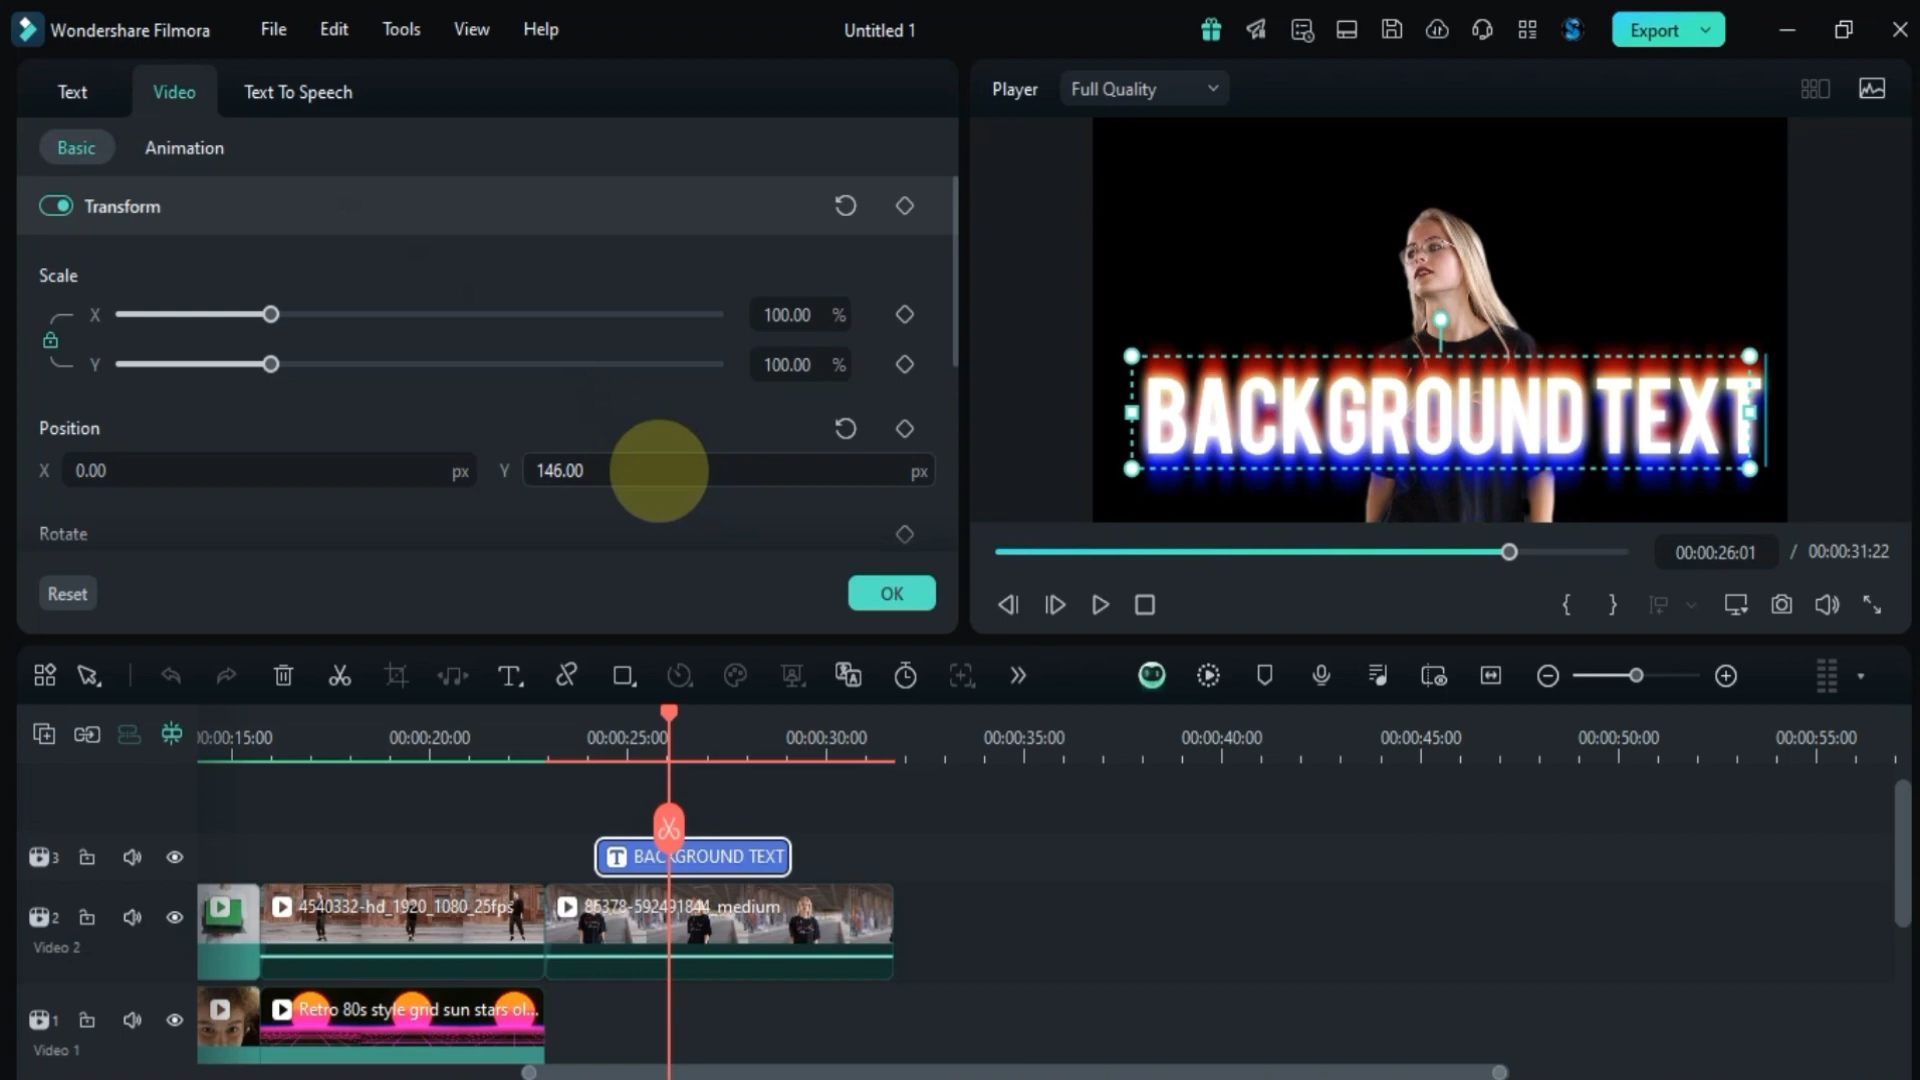 Wondershare Filmora
File
Edit
Tools
View
Help
Untitled 1
Export
Text
Video
Text To Speech
Player
Full Quality
Basic
Animation
Transform
Scale
X
100.00
%
Y
100.00
%
Position
X
0.00
px
Y
146.00
px
Rotate
Reset
OK
BACKGROUND TEXT
00:00:26:01
/
00:00:31:22
00:00:15:00
00:00:20:00
00:00:25:00
00:00:30:00
00:00:35:00
00:00:40:00
00:00:45:00
00:00:50:00
00:00:55:00
3
BACKGROUND TEXT
2
4540332-hd_1920_1080_25fps
86378-592491844_medium
Video 2
1
Retro 80s style grid sun stars ol...
Video 1